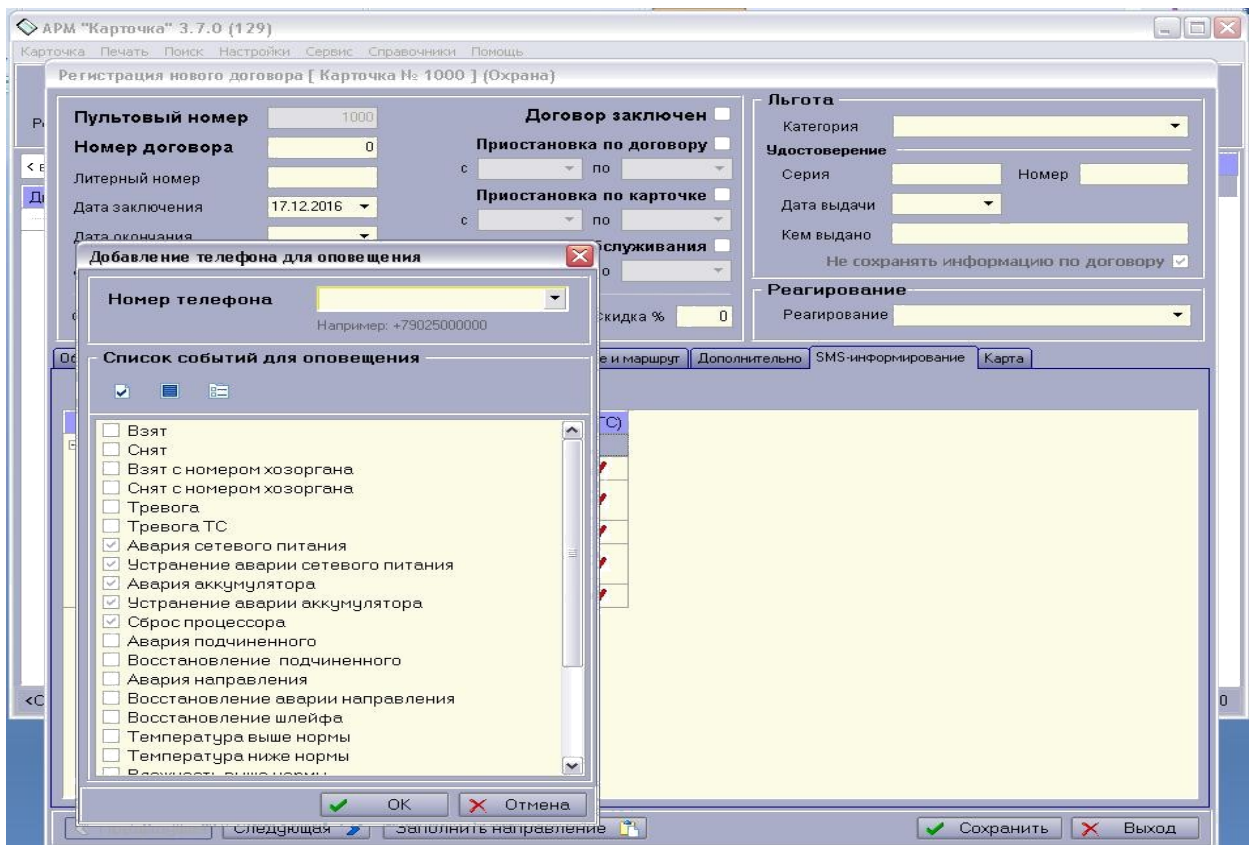 АРМ "Карточка" 3.7.0 (129)
Карточка Печать Поиск Настройки Сервис Справочники Помощь
Регистрация нового договора [ Карточка № 1000 ] (Охрана)
Пультовый номер 1000
Номер договора 0
Литерный номер
Дата заключения 17.12.2016
Дата окончания
Договор заключен
Приостановка по договору
с по
Приостановка по карточке
с по
Скидка % 0
Льгота
Категория
Удостоверение
Серия Номер
Дата выдачи
Кем выдано
Не сохранять информацию по договору
Реагирование
Реагирование
Дополнительно SMS-информирование Карта
Добавление телефона для оповещения
Номер телефона
Например: +79025000000
Список событий для оповещения
Взят
Снят
Взят с номером хозоргана
Снят с номером хозоргана
Тревога
Тревога ТС
Авария сетевого питания
Устранение аварии сетевого питания
Авария аккумулятора
Устранение аварии аккумулятора
Сброс процессора
Авария подчиненного
Восстановление подчиненного
Авария направления
Восстановление аварии направления
Восстановление шлейфа
Температура выше нормы
Температура ниже нормы
Влажность выше нормы
ОК Отмена
Следующая Заполнить направление Сохранить Выход